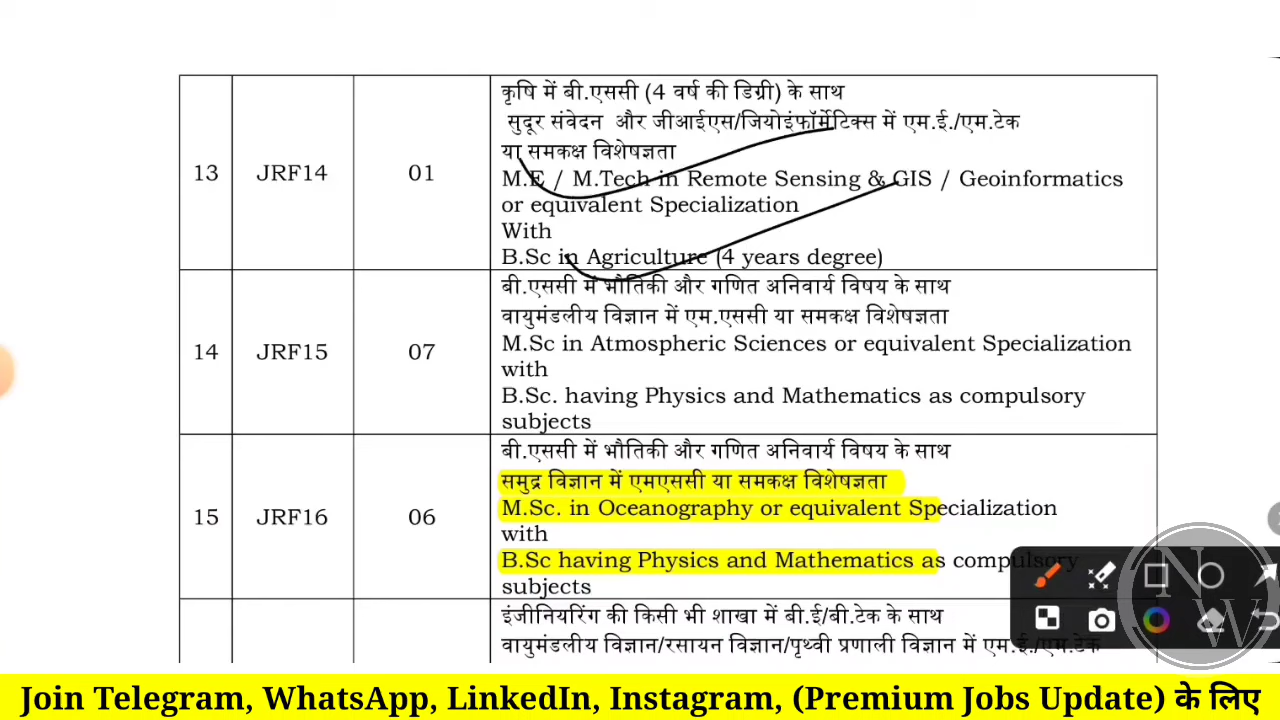 13
JRF14
01
कृषि में बी.एससी (4 वर्ष की डिग्री) के साथ
सुदूर संवेदन और जीआईएस/जियोइंफॉर्मेटिक्स में एम.ई./एम.टेक
या समकक्ष विशेषज्ञता
M.E / M.Tech in Remote Sensing & GIS / Geoinformatics
or equivalent Specialization
With
B.Sc in Agriculture (4 years degree)
14
JRF15
07
बी.एससी में भौतिकी और गणित अनिवार्य विषय के साथ
वायुमंडलीय विज्ञान में एम.एससी या समकक्ष विशेषज्ञता
M.Sc in Atmospheric Sciences or equivalent Specialization
with
B.Sc. having Physics and Mathematics as compulsory
subjects
15
JRF16
06
बी.एससी में भौतिकी और गणित अनिवार्य विषय के साथ
समुद्र विज्ञान में एमएससी या समकक्ष विशेषज्ञता
M.Sc. in Oceanography or equivalent Specialization
with
B.Sc having Physics and Mathematics as compulsory
subjects
इंजीनियरिंग की किसी भी शाखा में बी.ई/बी.टेक के साथ
वायुमंडलीय विज्ञान/रसायन विज्ञान/पृथ्वी प्रणाली विज्ञान में एम.ई./एम.टेक
N
W
Join Telegram, WhatsApp, LinkedIn, Instagram, (Premium Jobs Update) के लिए